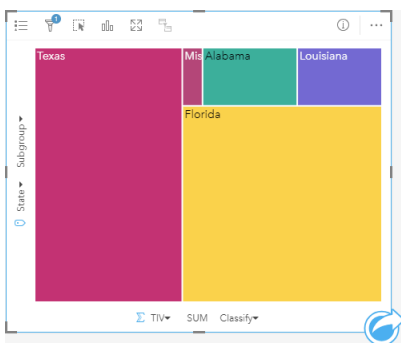 1
Texas
Mis
Alabama
Louisiana
Florida
Subgroup
State
Σ TIV SUM Classify